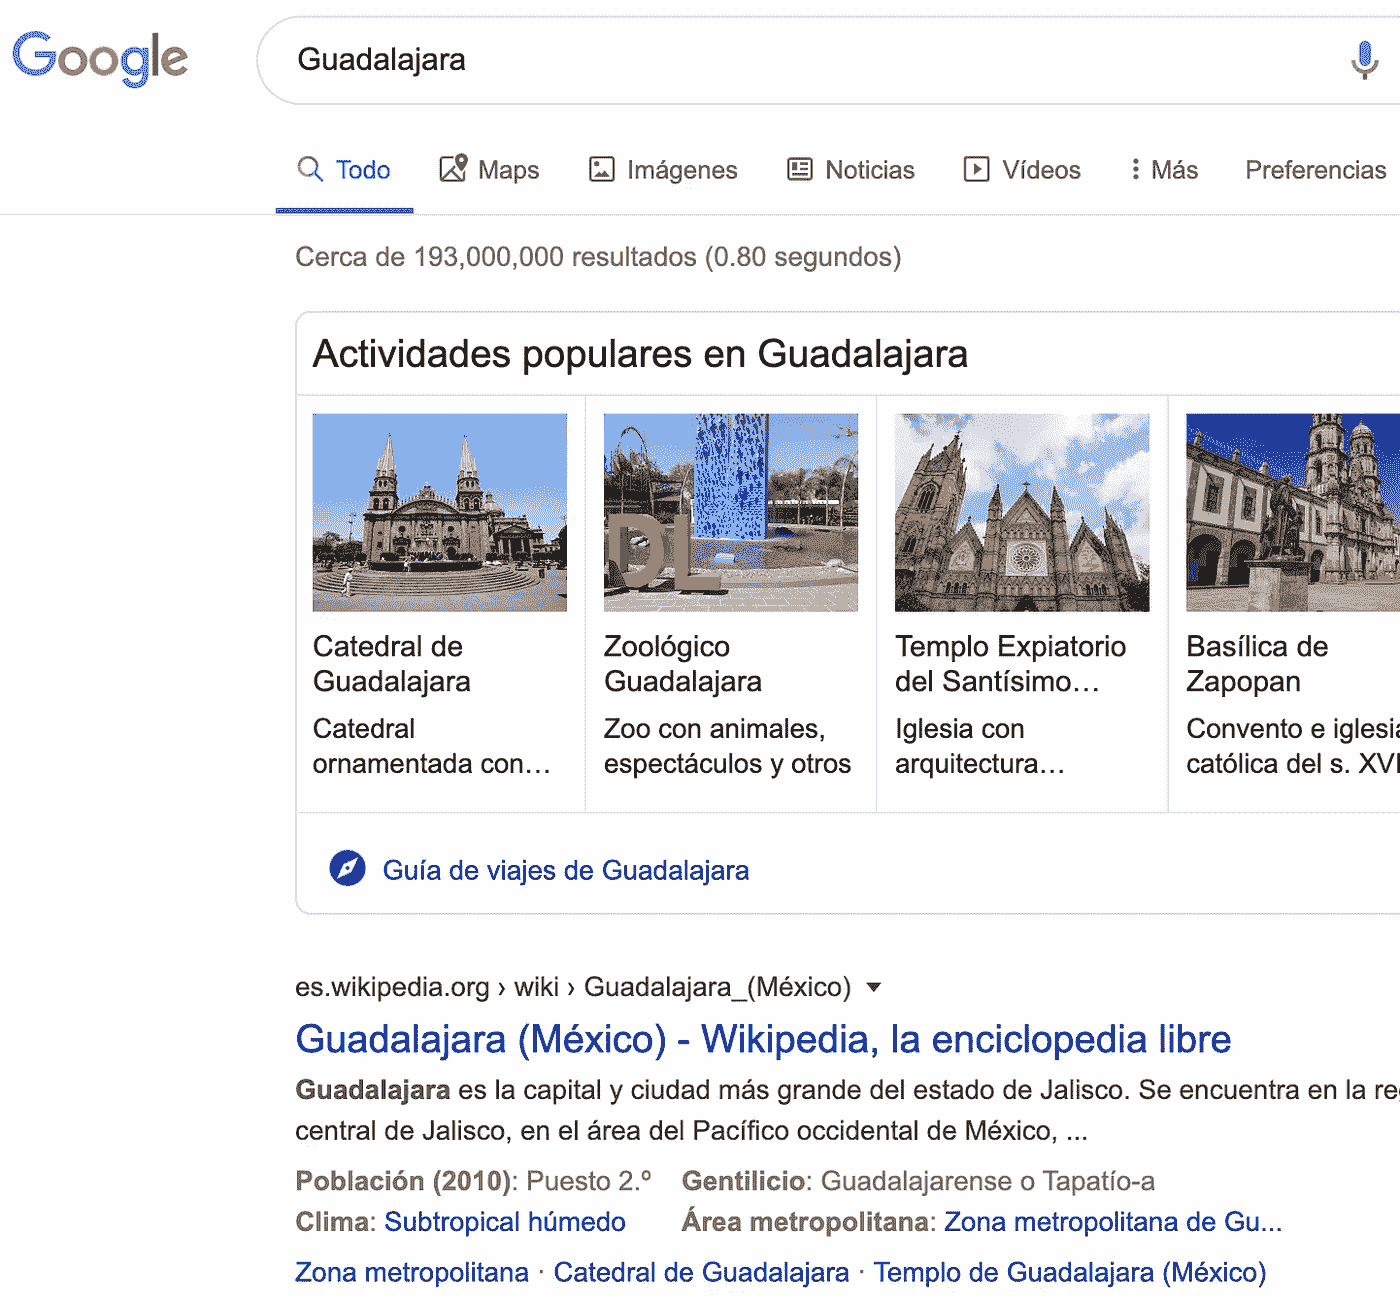 Google
Guadalajara
Todo Maps Imágenes Noticias Vídeos Más Preferencias
Cerca de 193,000,000 resultados (0.80 segundos)
Actividades populares en Guadalajara
DL
Catedral de
Guadalajara
Catedral
ornamentada con…
Zoológico
Guadalajara
Zoo con animales,
espectáculos y otros
Templo Expiatorio
del Santísimo…
Iglesia con
arquitectura…
Basílica de
Zapopan
Convento e iglesia
católica del s. XVI
Guía de viajes de Guadalajara
es.wikipedia.org › wiki › Guadalajara_(México)
Guadalajara (México) - Wikipedia, la enciclopedia libre
Guadalajara es la capital y ciudad más grande del estado de Jalisco. Se encuentra en la
central de Jalisco, en el área del Pacífico occidental de México, ...
Población (2010): Puesto 2.º Gentilicio: Guadalajarense o Tapatío-a
Clima: Subtropical húmedo Área metropolitana: Zona metropolitana de Gu...
Zona metropolitana · Catedral de Guadalajara · Templo de Guadalajara (México)